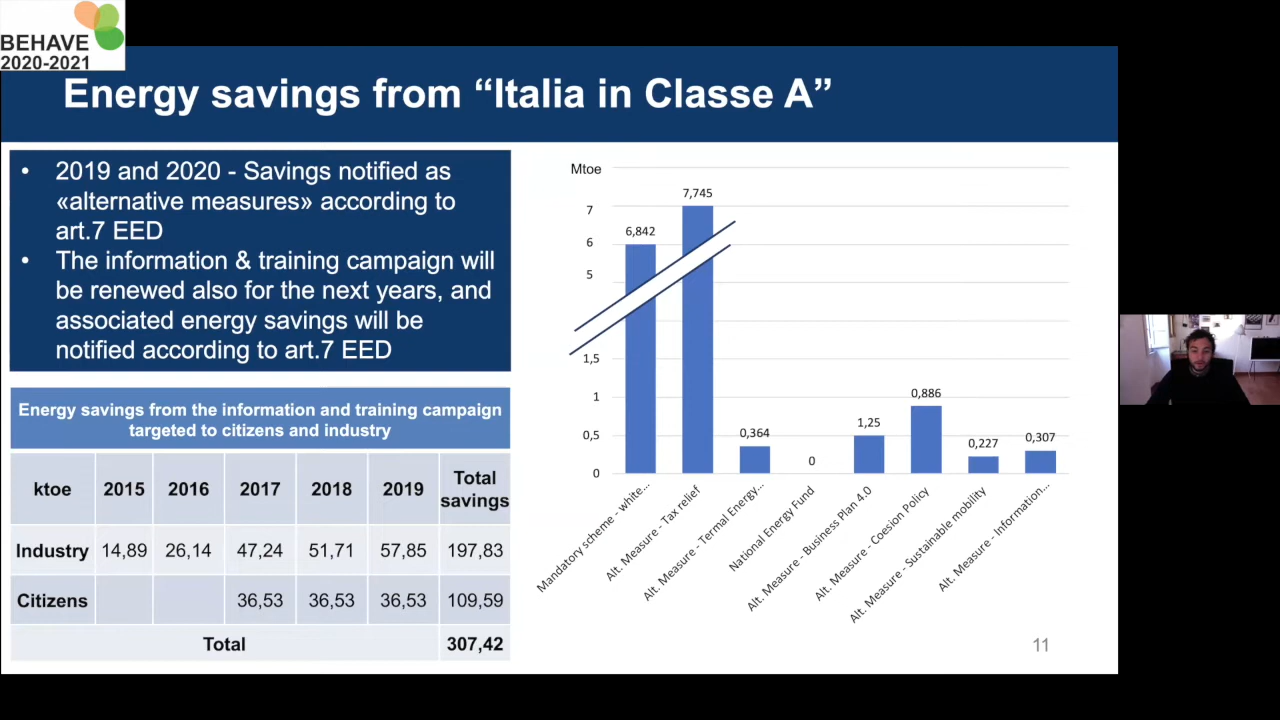 BEHAVE
2020-2021
Energy savings from “Italia in Classe A”
• 2019 and 2020 - Savings notified as
«alternative measures» according to
art.7 EED
• The information & training campaign will
be renewed also for the next years, and
associated energy savings will be
notified according to art.7 EED
Energy savings from the information and training campaign
targeted to citizens and industry
ktoe 2015 2016 2017 2018 2019 Total savings
Industry 14,89 26,14 47,24 51,71 57,85 197,83
Citizens 36,53 36,53 36,53 109,59
Total 307,42
Mtoe
7
6
5
1,5
1
0,5
0
6,842
7,745
0,364
0
1,25
0,886
0,227
0,307
Mandatory scheme - white...
Alt. Measure - Tax relief
Alt. Measure - Termal Energy...
National Energy Fund
Alt. Measure - Business Plan 4.0
Alt. Measure - Coesion Policy
Alt. Measure - Sustainable mobility
Alt. Measure - Information...
11